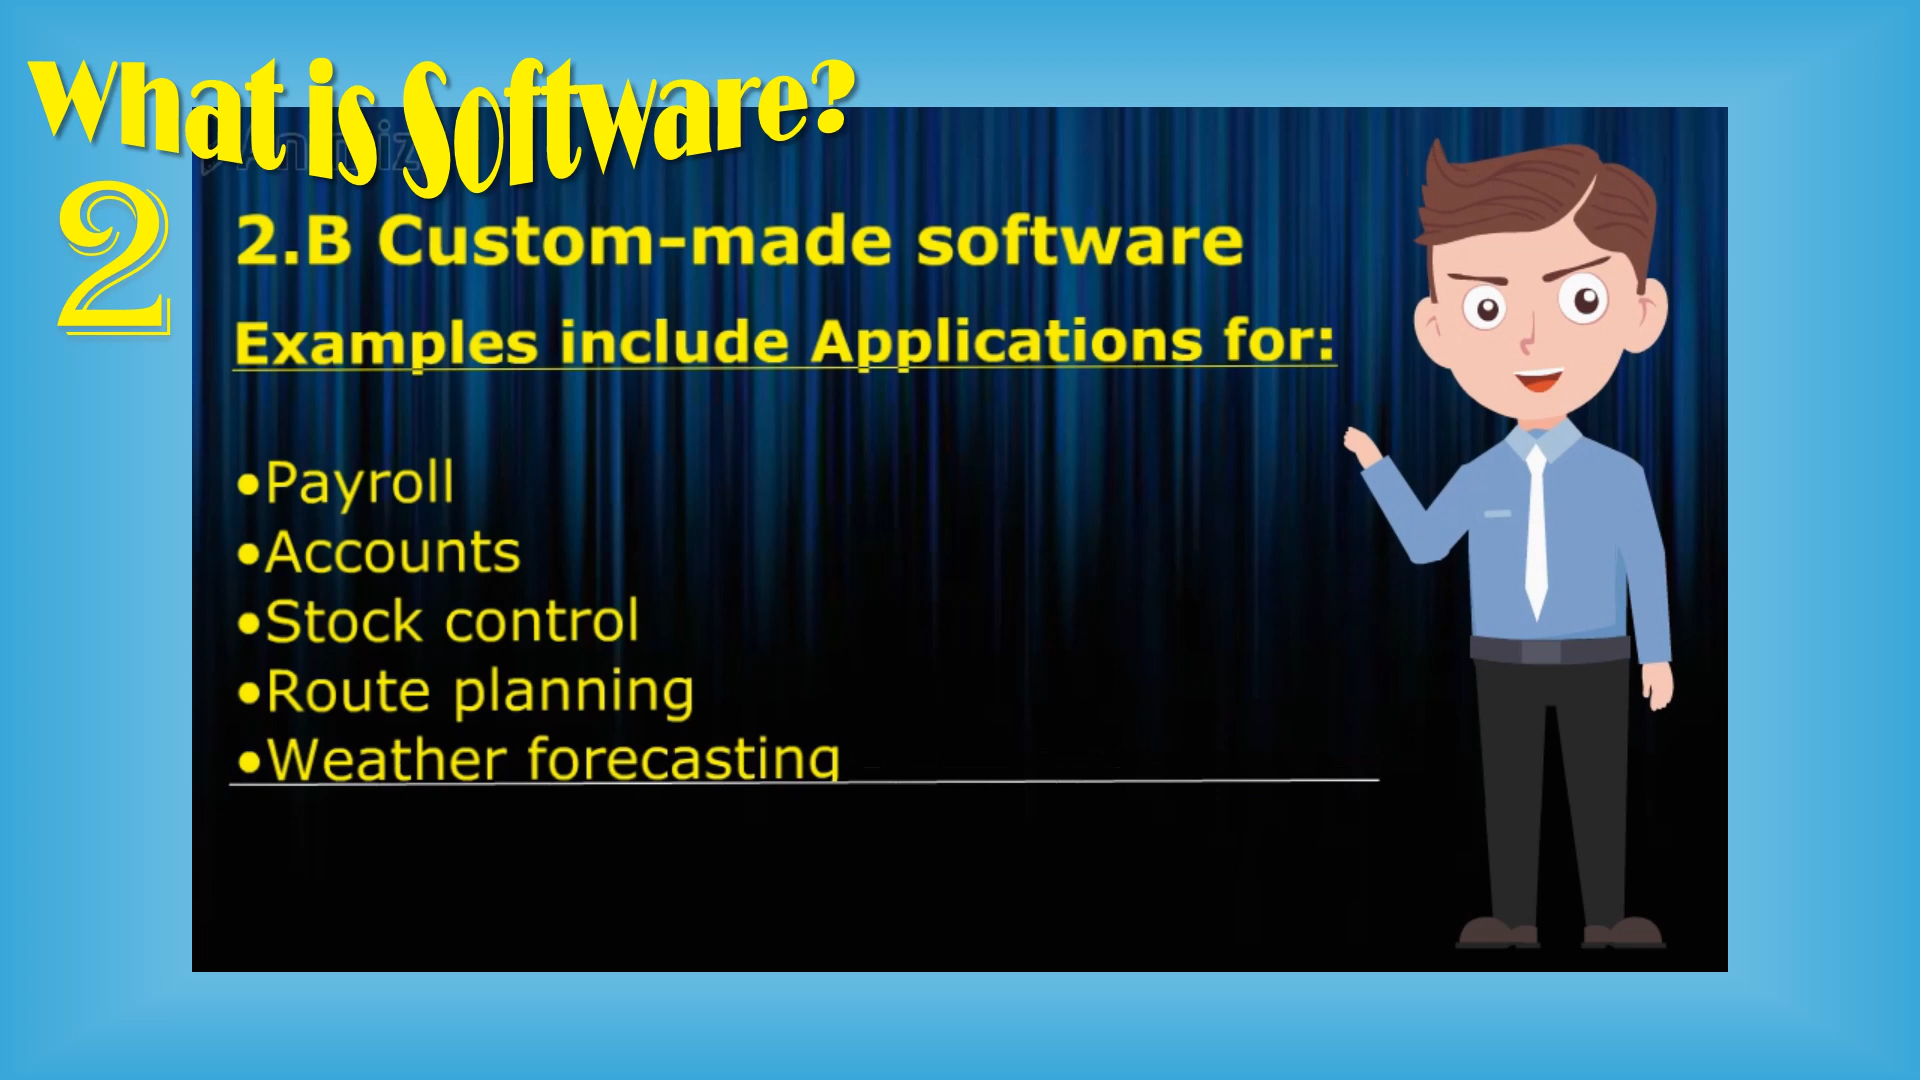 What is Software?
2
2.B Custom-made software
Examples include Applications for:
•Payroll
•Accounts
•Stock control
•Route planning
•Weather forecasting